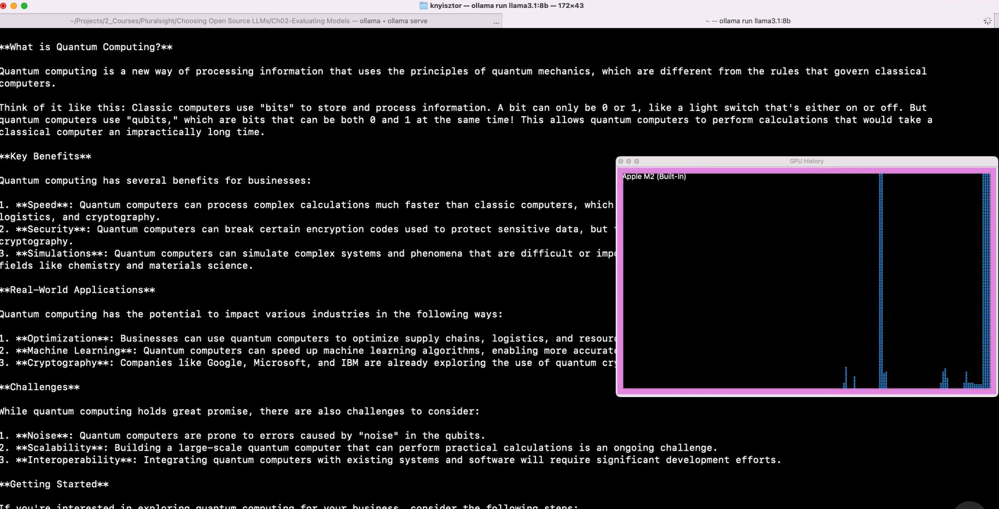 knyisztor — ollama run llama3.1:8b — 172×43
~/Projects/2_Courses/Pluralsight/Choosing Open Source LLMs/Ch02-Evaluating Models — ollama • ollama serve ...
~ — ollama run llama3.1:8b
**What is Quantum Computing?**
Quantum computing is a new way of processing information that uses the principles of quantum mechanics, which are different from the rules that govern classical
computers.
Think of it like this: Classic computers use "bits" to store and process information. A bit can only be 0 or 1, like a light switch that's either on or off. But
quantum computers use "qubits," which are bits that can be both 0 and 1 at the same time! This allows quantum computers to perform calculations that would take a
classical computer an impractically long time.
**Key Benefits**
Quantum computing has several benefits for businesses:
1. **Speed**: Quantum computers can process complex calculations much faster than classic computers, which
logistics, and cryptography.
2. **Security**: Quantum computers can break certain encryption codes used to protect sensitive data, but
cryptography.
3. **Simulations**: Quantum computers can simulate complex systems and phenomena that are difficult or
fields like chemistry and materials science.
**Real-World Applications**
Quantum computing has the potential to impact various industries in the following ways:
1. **Optimization**: Businesses can use quantum computers to optimize supply chains, logistics, and
2. **Machine Learning**: Quantum computers can speed up machine learning algorithms, enabling more
3. **Cryptography**: Companies like Google, Microsoft, and IBM are already exploring the use of quantum
**Challenges**
While quantum computing holds great promise, there are also challenges to consider:
1. **Noise**: Quantum computers are prone to errors caused by "noise" in the qubits.
2. **Scalability**: Building a large-scale quantum computer that can perform practical calculations is an ongoing challenge.
3. **Interoperability**: Integrating quantum computers with existing systems and software will require significant development efforts.
**Getting Started**
If you're interested in exploring quantum computing for your business, consider the following steps:
GPU History
Apple M2 (Built-In)